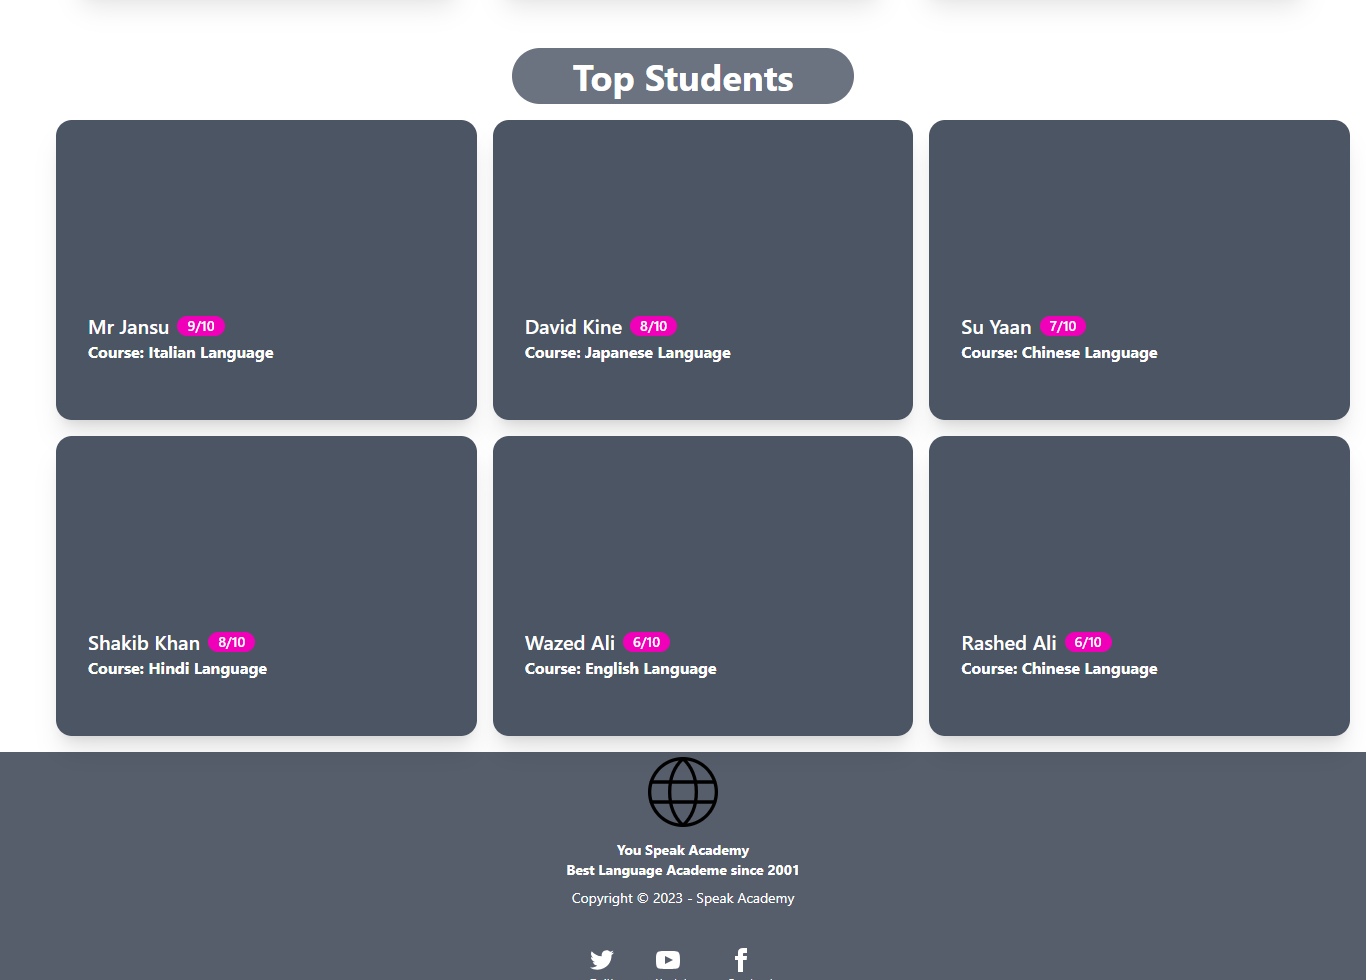 Top Students
Mr Jansu 9/10
Course: Italian Language
David Kine 8/10
Course: Japanese Language
Su Yaan 7/10
Course: Chinese Language
Shakib Khan 8/10
Course: Hindi Language
Wazed Ali 6/10
Course: English Language
Rashed Ali 6/10
Course: Chinese Language
You Speak Academy
Best Language Academe since 2001
Copyright © 2023 - Speak Academy